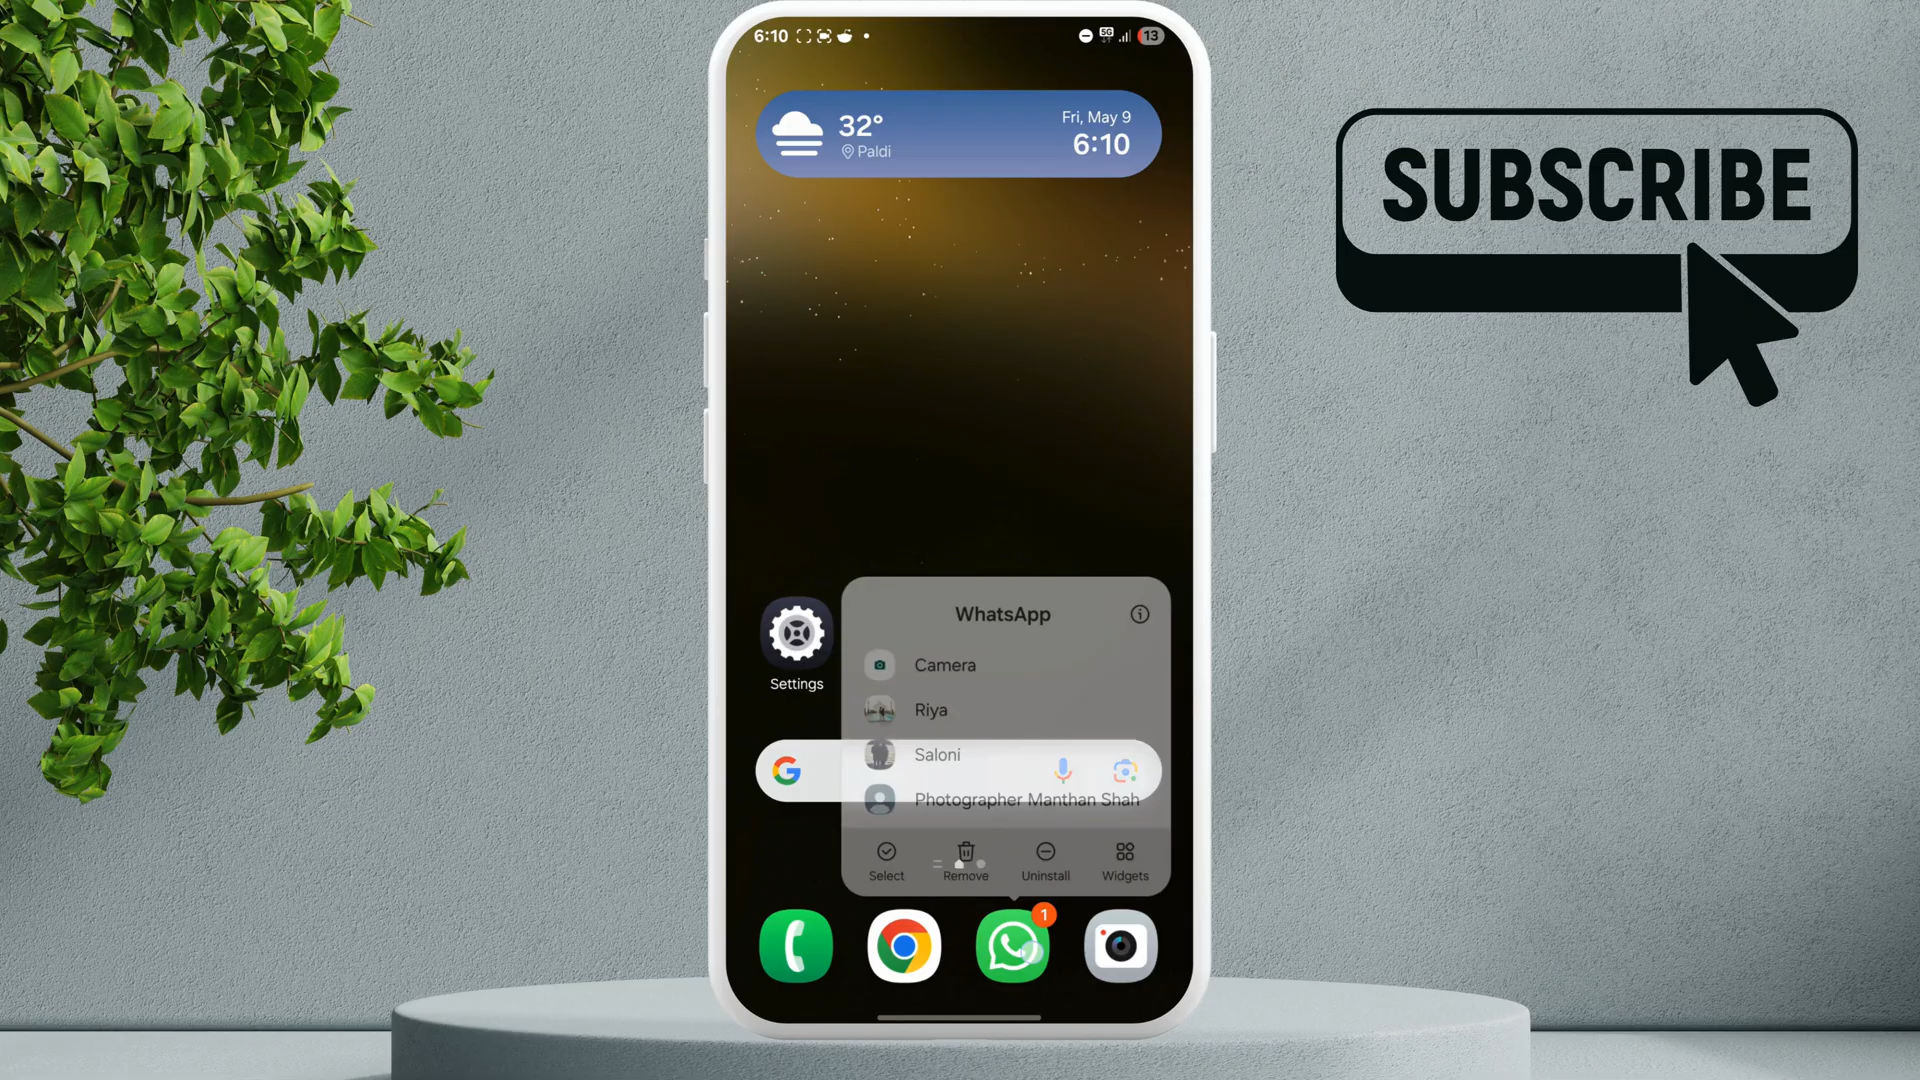 6:10
5G
13
32°
Paldi
Fri, May 9
6:10
SUBSCRIBE
WhatsApp
Camera
Riya
Settings
Saloni
Photographer Manthan Shah
Select
Remove
Uninstall
Widgets
1